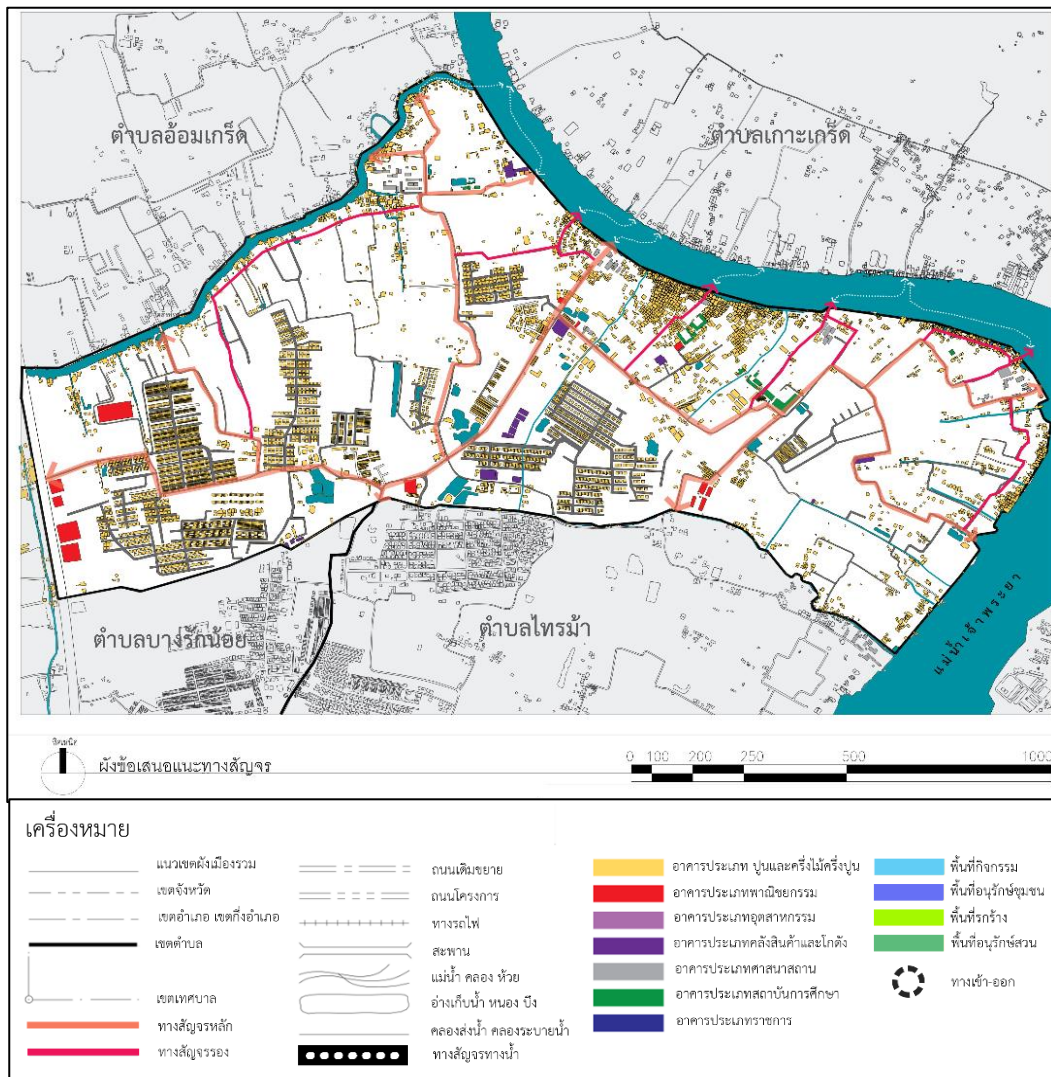 ตำบลอ้อมเกร็ด
ตำบลเกาะเกร็ด
ตำบลบางรักน้อย
ตำบลไทรม้า
แม่น้ำเจ้าพระยา
ทิศเหนือ
ผังข้อเสนอแนะทางสัญจร
0 100 200 250 500 1000
เครื่องหมาย
แนวเขตผังเมืองรวม
เขตจังหวัด
เขตอำเภอ เขตกิ่งอำเภอ
เขตตำบล
เขตเทศบาล
ทางสัญจรหลัก
ทางสัญจรรอง
ถนนเดิมขยาย
ถนนโครงการ
ทางรถไฟ
สะพาน
แม่น้ำ คลอง ห้วย
อ่างเก็บน้ำ หนอง บึง
คลองส่งน้ำ คลองระบายน้ำ
ทางสัญจรทางน้ำ
อาคารประเภท ปูนและครึ่งไม้ครึ่งปูน
อาคารประเภทพาณิชยกรรม
อาคารประเภทอุตสาหกรรม
อาคารประเภทคลังสินค้าและโกดัง
อาคารประเภทศาสนสถาน
อาคารประเภทสถาบันการศึกษา
อาคารประเภทราชการ
พื้นที่กิจกรรม
พื้นที่อนุรักษ์ชุมชน
พื้นที่รกร้าง
พื้นที่อนุรักษ์สวน
ทางเข้า-ออก